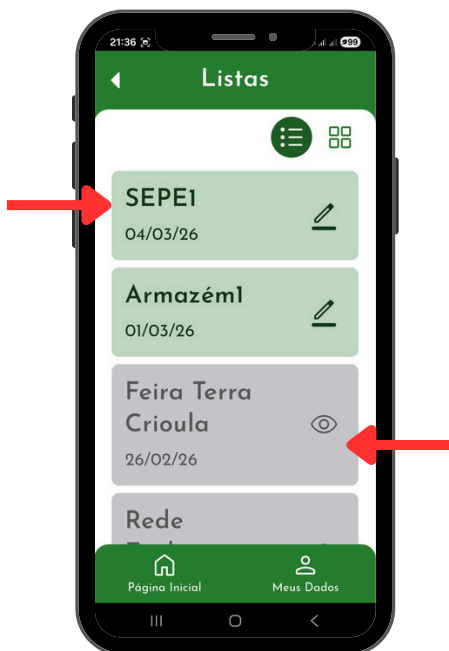 21:36
99
Listas
SEPE1
04/03/26
Armazém1
01/03/26
Feira Terra
Crioula
26/02/26
Rede
Página Inicial
Meus Dados